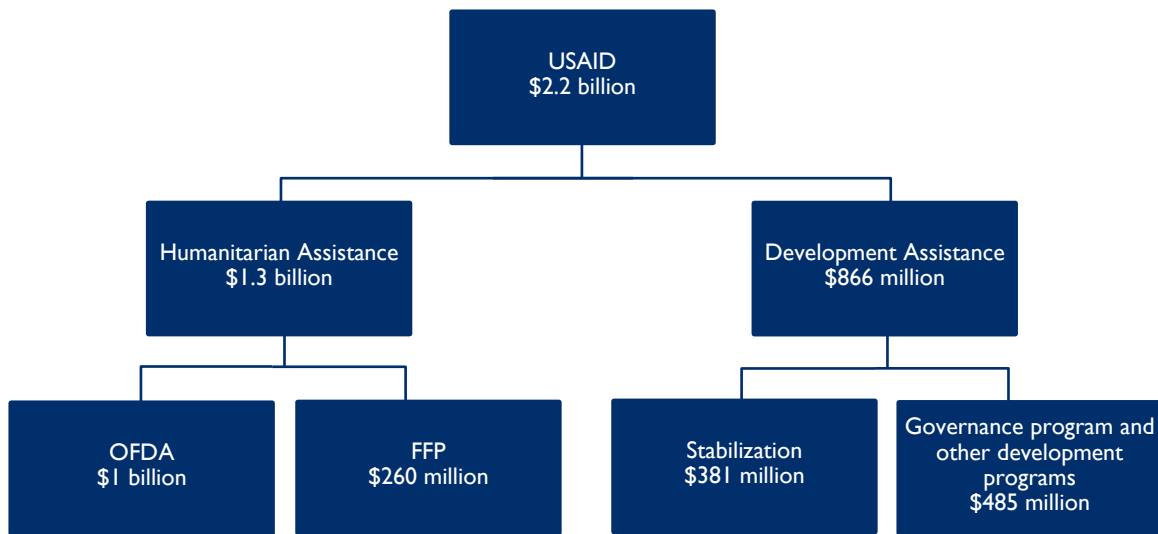 USAID
$2.2 billion
Humanitarian Assistance
$1.3 billion
Development Assistance
$866 million
OFDA
$1 billion
FFP
$260 million
Stabilization
$381 million
Governance program and
other development
programs
$485 million